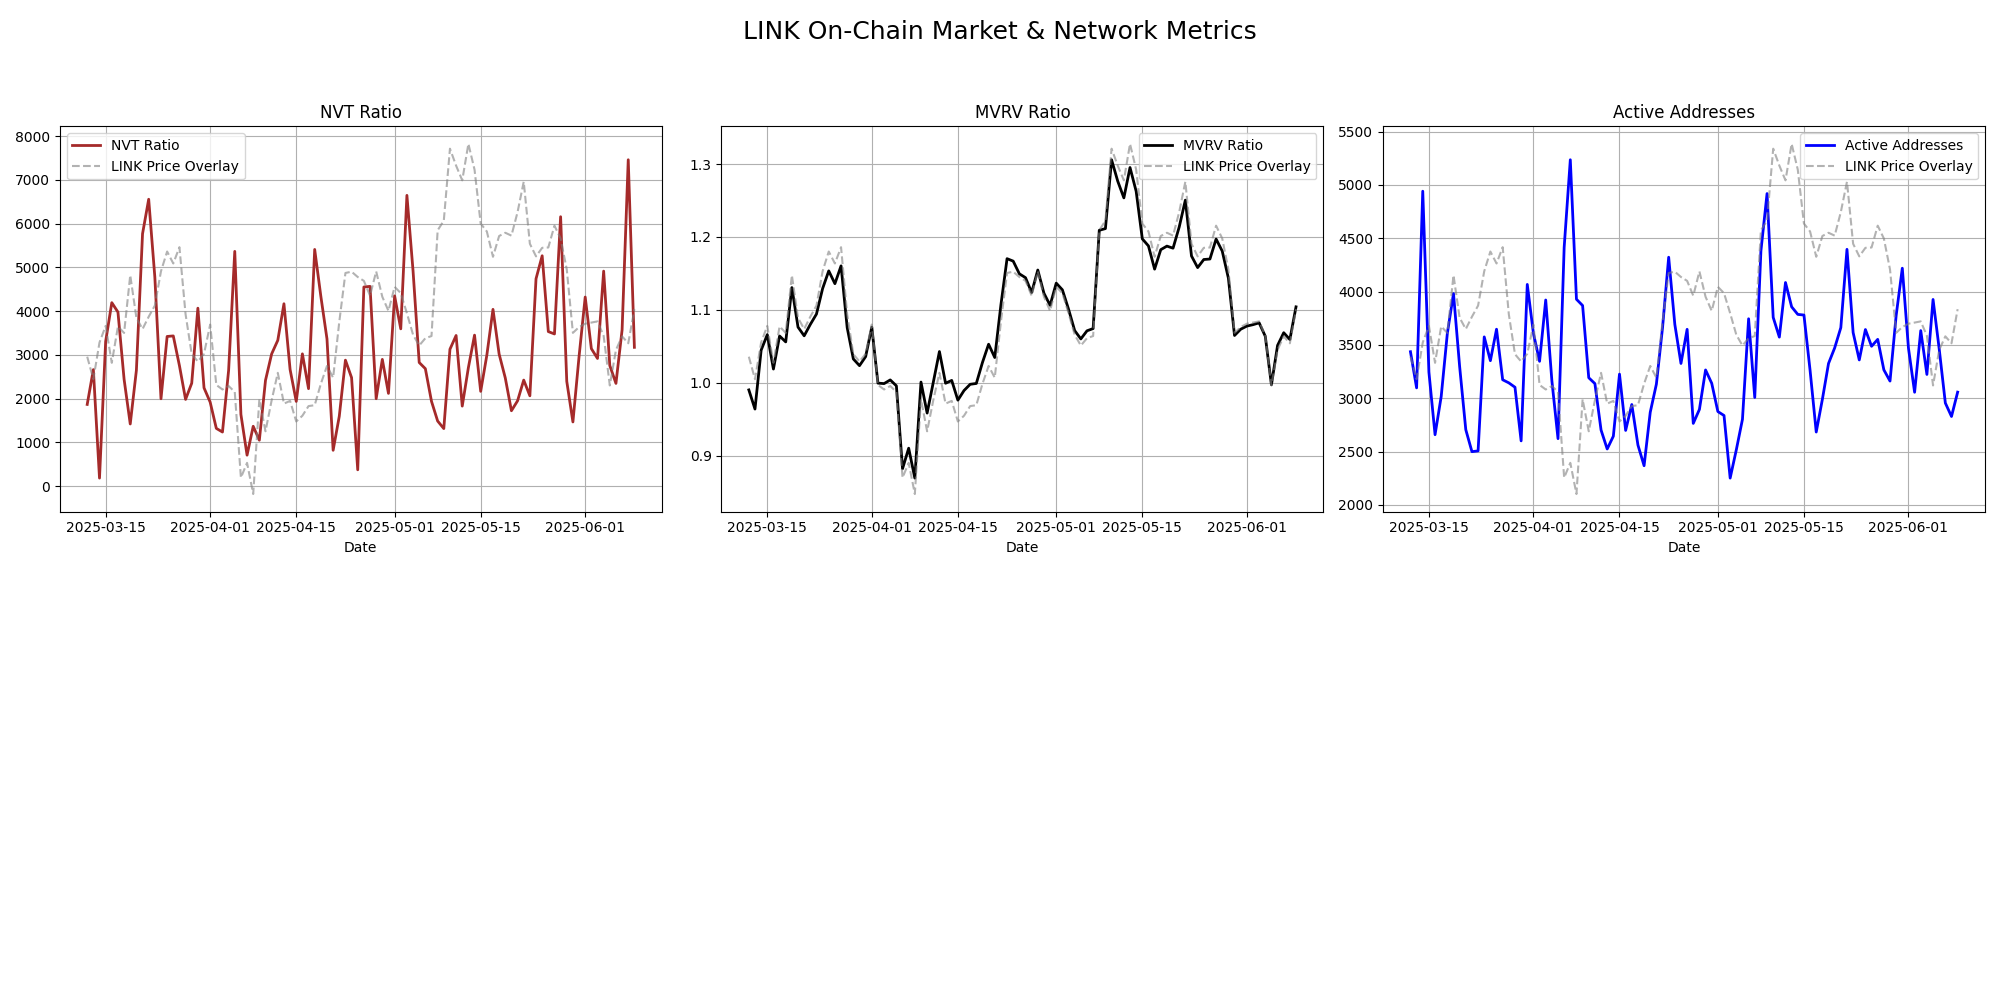 LINK On-Chain Market & Network Metrics
NVT Ratio
8000
7000
6000
5000
4000
3000
2000
1000
0
NVT Ratio
LINK Price Overlay
2025-03-15 2025-04-01 2025-04-15 2025-05-01 2025-05-15 2025-06-01
Date
MVRV Ratio
1.3
1.2
1.1
1.0
0.9
MVRV Ratio
LINK Price Overlay
2025-03-15 2025-04-01 2025-04-15 2025-05-01 2025-05-15 2025-06-01
Date
Active Addresses
5500
5000
4500
4000
3500
3000
2500
2000
Active Addresses
LINK Price Overlay
2025-03-15 2025-04-01 2025-04-15 2025-05-01 2025-05-15 2025-06-01
Date